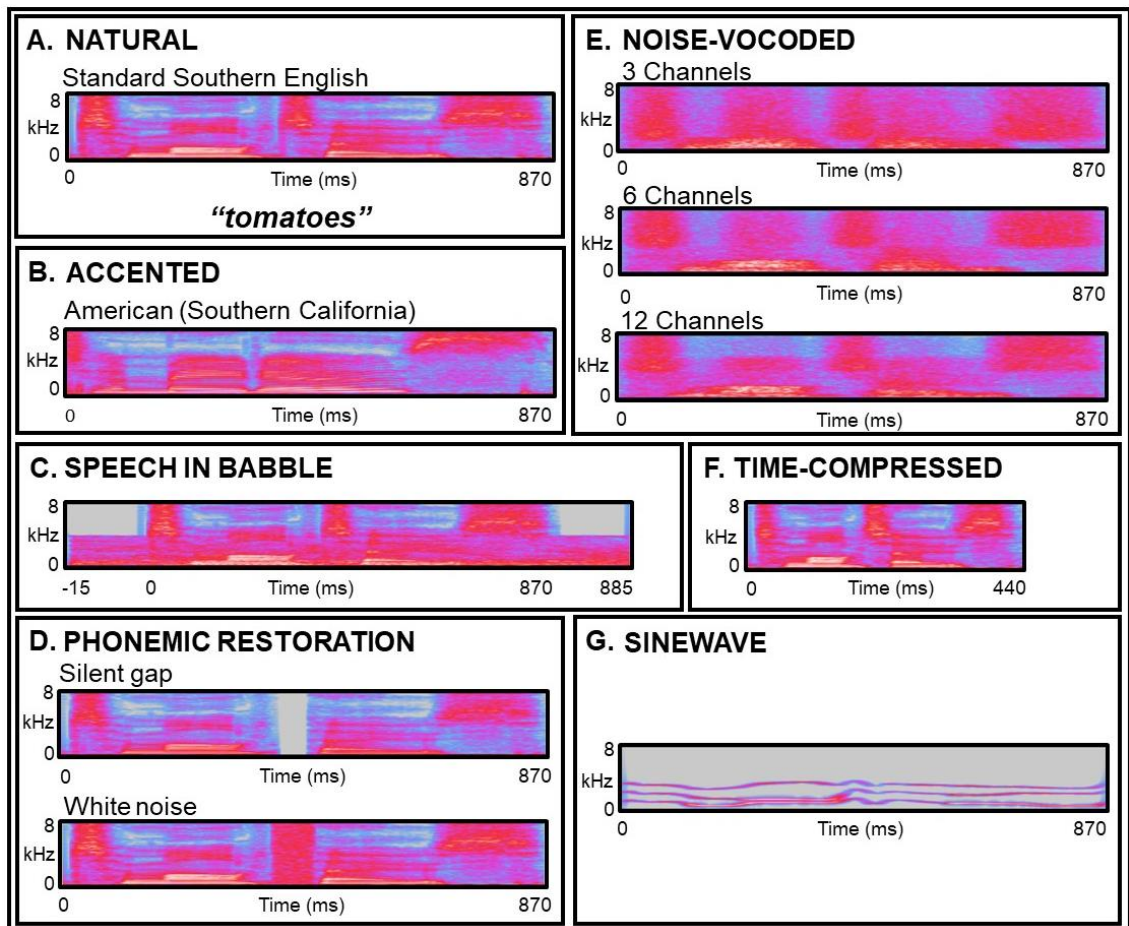 A. NATURAL
Standard Southern English
8
kHz
0
0 Time (ms) 870
“tomatoes”
B. ACCENTED
American (Southern California)
8
kHz
0
0 Time (ms) 870
C. SPEECH IN BABBLE
8
kHz
0
-15 0 Time (ms) 870 885
D. PHONEMIC RESTORATION
Silent gap
8
kHz
0
0 Time (ms) 870
White noise
8
kHz
0
0 Time (ms) 870
E. NOISE-VOCODED
3 Channels
8
kHz
0
0 Time (ms) 870
6 Channels
8
kHz
0
0 Time (ms) 870
12 Channels
8
kHz
0
0 Time (ms) 870
F. TIME-COMPRESSED
8
kHz
0
0 Time (ms) 440
G. SINEWAVE
8
kHz
0
0 Time (ms) 870